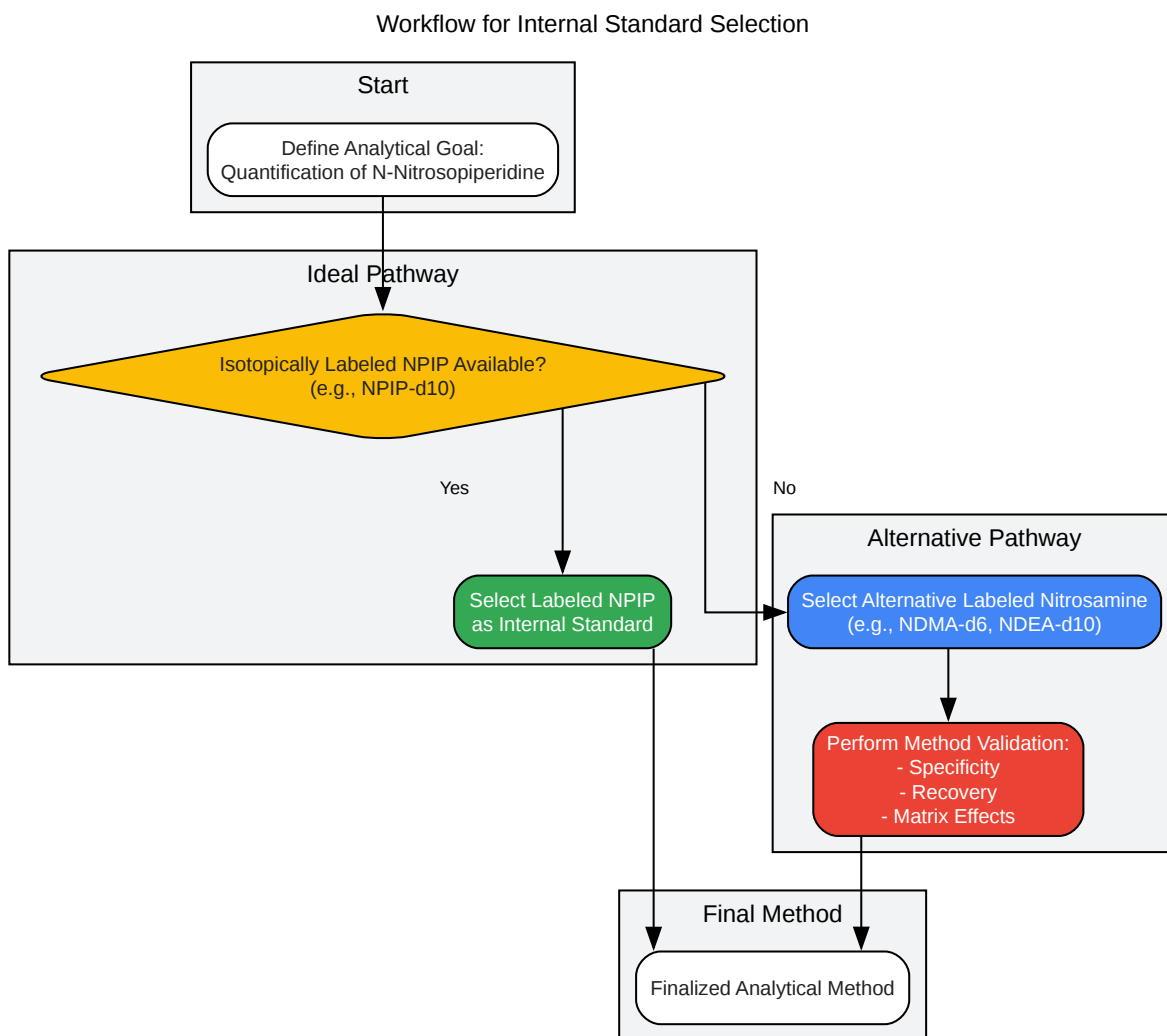 Workflow for Internal Standard Selection
Start
Define Analytical Goal:
Quantification of N-Nitrosopiperidine
Ideal Pathway
Isotopically Labeled NPIP Available?
(e.g., NPIP-d10)
Yes
No
Alternative Pathway
Select Labeled NPIP
as Internal Standard
Select Alternative Labeled Nitrosamine
(e.g., NDMA-d6, NDEA-d10)
Perform Method Validation:
- Specificity
- Recovery
- Matrix Effects
Final Method
Finalized Analytical Method